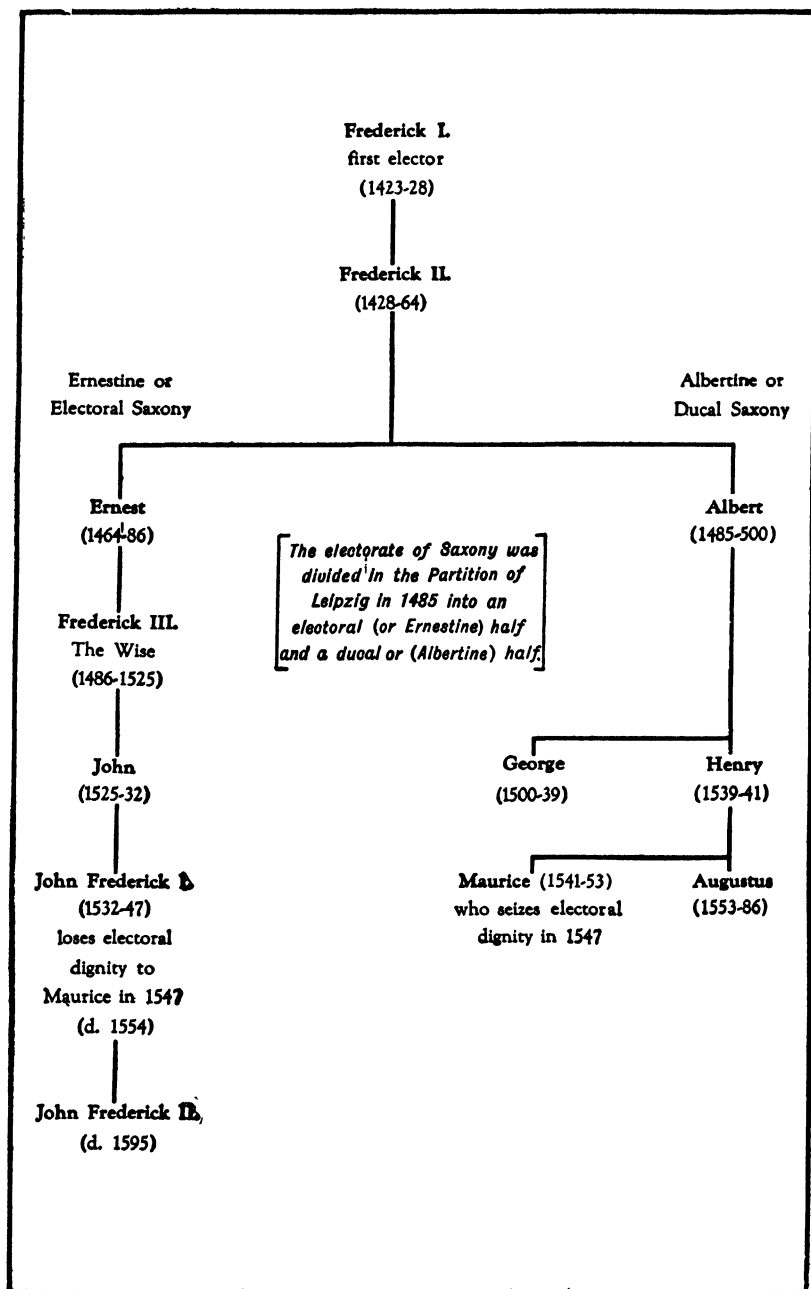 Frederick I.
first elector
(1423-28)
Frederick II.
(1428-64)
Ernestine or
Electoral Saxony
Albertine or
Ducal Saxony
Ernest
(1464-86)
Albert
(1485-500)
[The electorate of Saxony was
divided in the Partition of
Leipzig in 1485 into an
electoral (or Ernestine) half
and a ducal or (Albertine) half.]
Frederick III.
The Wise
(1486-1525)
John
(1525-32)
George
(1500-39)
Henry
(1539-41)
John Frederick I.
(1532-47)
loses electoral
dignity to
Maurice in 1547
(d. 1554)
Maurice (1541-53)
who seizes electoral
dignity in 1547
Augustus
(1553-86)
John Frederick II.
(d. 1595)